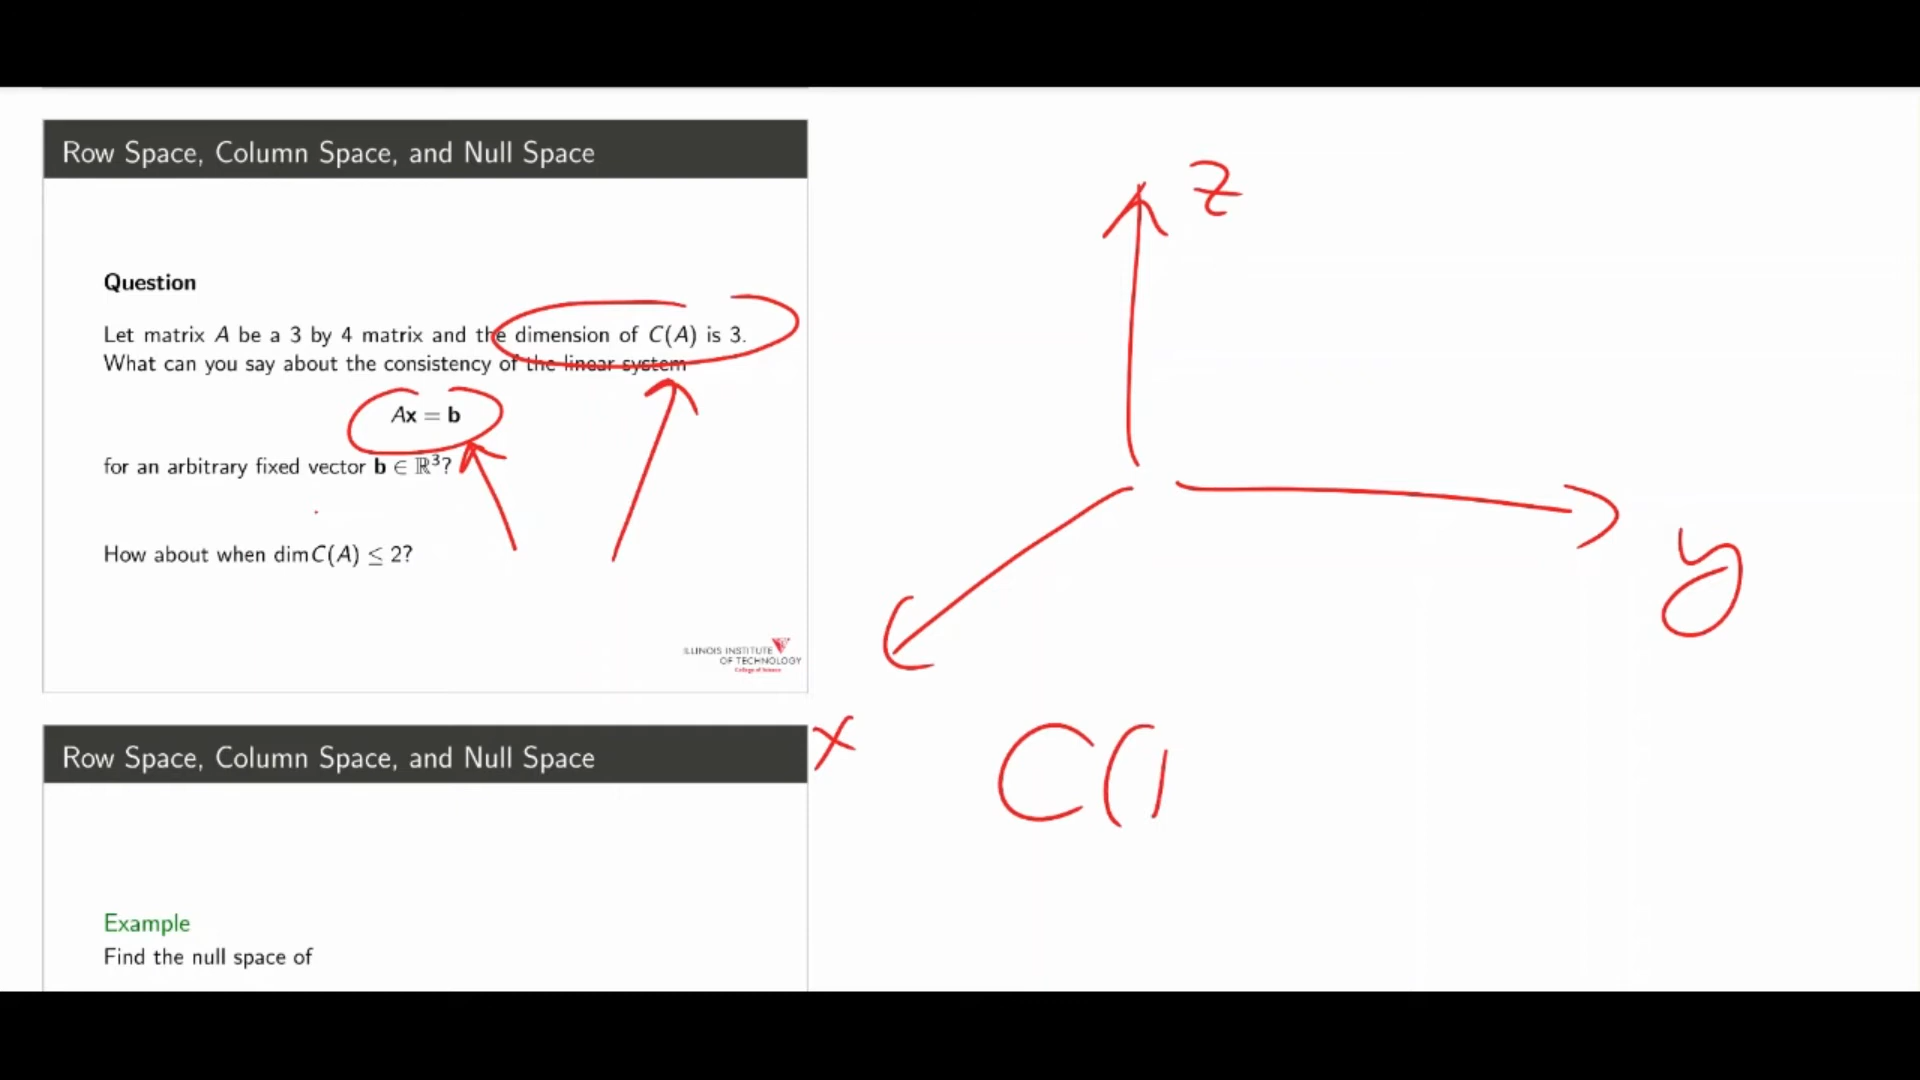 Row Space, Column Space, and Null Space
Question
Let matrix A be a 3 by 4 matrix and the dimension of C(A) is 3.
What can you say about the consistency of the linear system
Ax = b
for an arbitrary fixed vector b ∈ ℝ³?
How about when dim C(A) ≤ 2?
ILLINOIS INSTITUTE
OF TECHNOLOGY
College of Science
Row Space, Column Space, and Null Space
Example
Find the null space of
z
y
x
C(